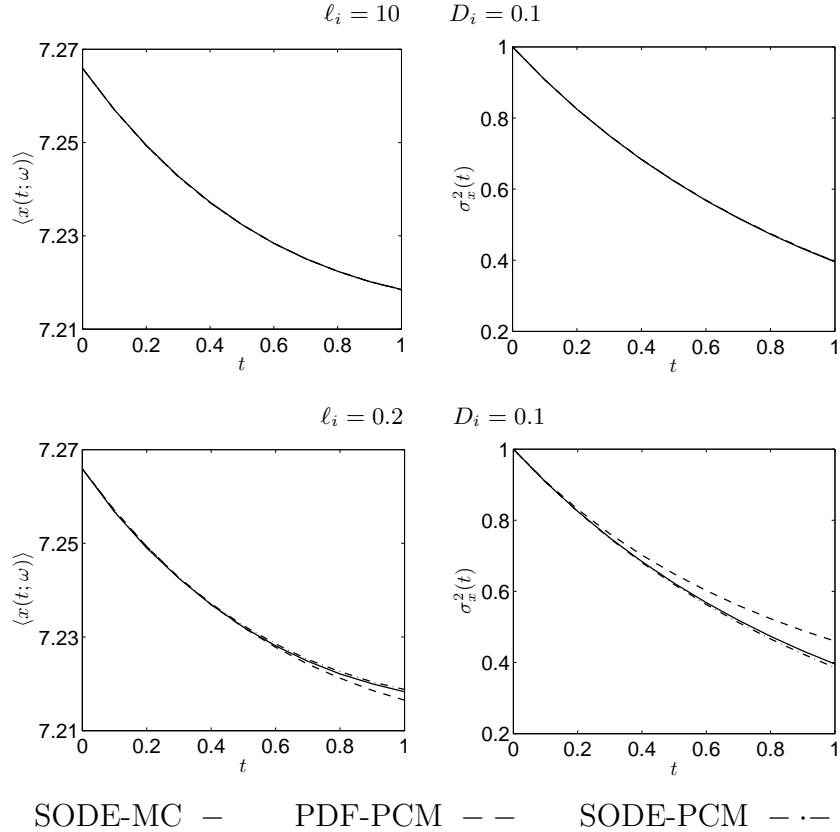 ℓ_i = 10 D_i = 0.1
7.27
7.25
7.23
7.21
⟨x(t; ω)⟩
0 0.2 0.4 0.6 0.8 1
t
1
0.8
0.6
0.4
0.2
σ_x^2(t)
0 0.2 0.4 0.6 0.8 1
t
ℓ_i = 0.2 D_i = 0.1
7.27
7.25
7.23
7.21
⟨x(t; ω)⟩
0 0.2 0.4 0.6 0.8 1
t
1
0.8
0.6
0.4
0.2
σ_x^2(t)
0 0.2 0.4 0.6 0.8 1
t
SODE-MC − PDF-PCM − − SODE-PCM − · −